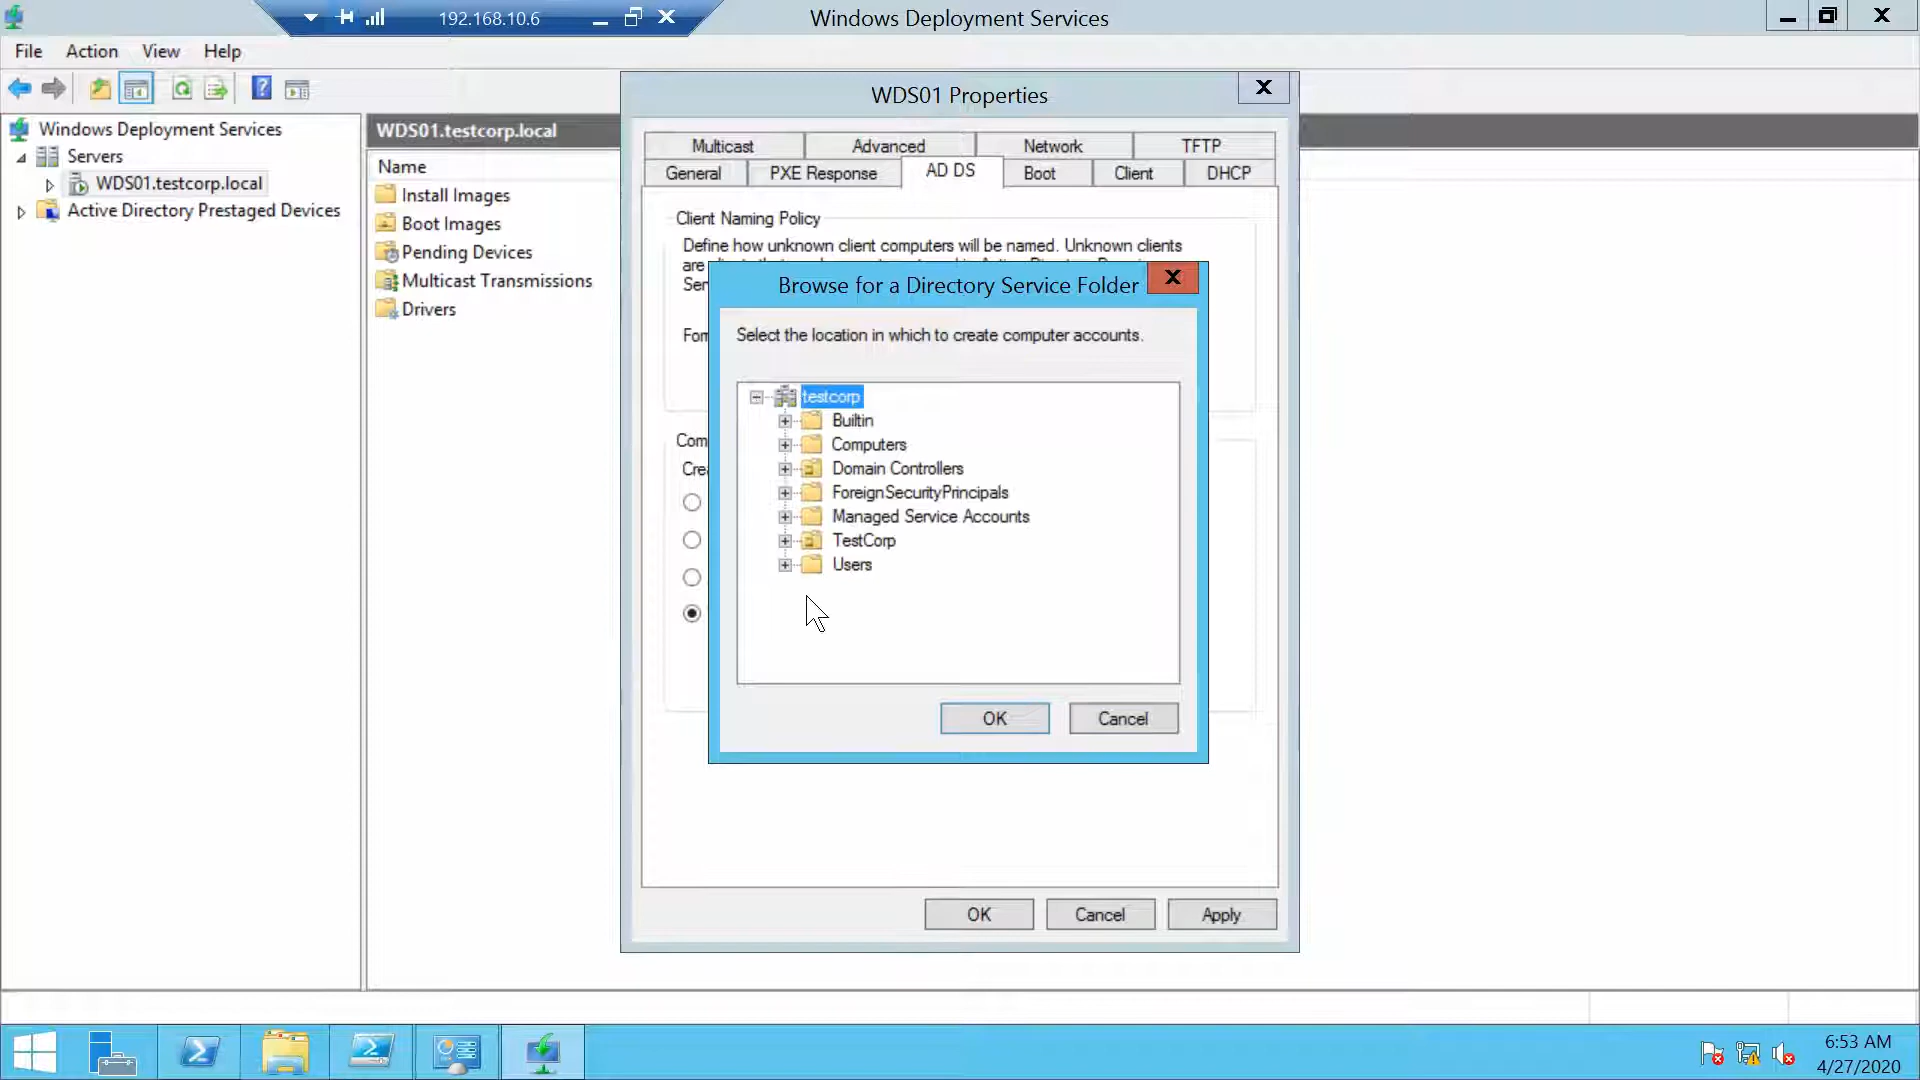 192.168.10.6
Windows Deployment Services
File Action View Help
Windows Deployment Services
Servers
WDS01.testcorp.local
Active Directory Prestaged Devices
WDS01.testcorp.local
Name
Install Images
Boot Images
Pending Devices
Multicast Transmissions
Drivers
WDS01 Properties
Multicast Advanced Network TFTP
General PXE Response AD DS Boot Client DHCP
Client Naming Policy
Define how unknown client computers will be named. Unknown clients
are
Ser
For
Com
Crea
Browse for a Directory Service Folder
Select the location in which to create computer accounts.
testcorp
Builtin
Computers
Domain Controllers
ForeignSecurityPrincipals
Managed Service Accounts
TestCorp
Users
OK Cancel
OK Cancel Apply
6:53 AM
4/27/2020